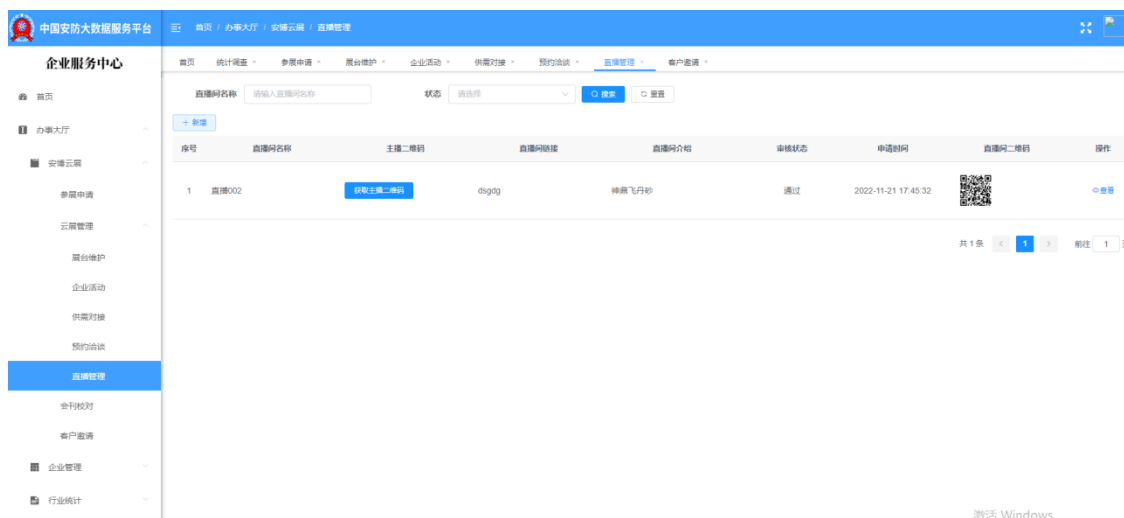 中国安防大数据服务平台
首页 / 办事大厅 / 安博云展 / 直播管理
企业服务中心
首页 统计调查 × 参展申请 × 展台维护 × 企业活动 × 供需对接 × 预约洽谈 × 直播管理 × 客户邀请 ×
首页
办事大厅
安博云展
参展申请
云展管理
展台维护
企业活动
供需对接
预约洽谈
直播管理
会刊校对
客户邀请
企业管理
行业统计
直播间名称 请输入直播间名称 状态 请选择 搜索 重置
+ 新增
序号 直播间名称 主播二维码 直播间链接 直播间介绍 审核状态 申请时间 直播间二维码 操作
1 直播002 获取主播二维码 dsgdg 神鼎飞丹砂 通过 2022-11-21 17:45:32 查看
共 1 条 < 1 > 前往 1
激活 Windows